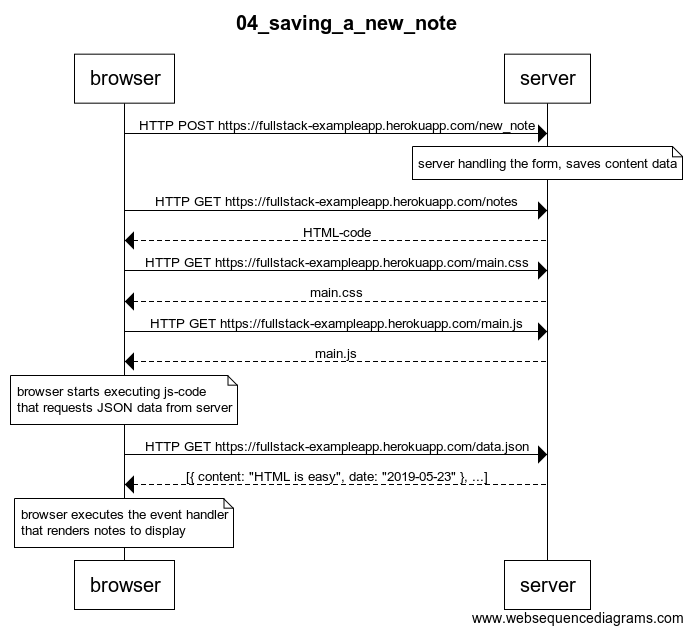 04_saving_a_new_note
browser
server
HTTP POST https://fullstack-exampleapp.herokuapp.com/new_note
server handling the form, saves content data
HTTP GET https://fullstack-exampleapp.herokuapp.com/notes
HTML-code
HTTP GET https://fullstack-exampleapp.herokuapp.com/main.css
main.css
HTTP GET https://fullstack-exampleapp.herokuapp.com/main.js
main.js
browser starts executing js-code
that requests JSON data from server
HTTP GET https://fullstack-exampleapp.herokuapp.com/data.json
[{ content: "HTML is easy", date: "2019-05-23" }, ...]
browser executes the event handler
that renders notes to display
browser
server
www.websequencediagrams.com